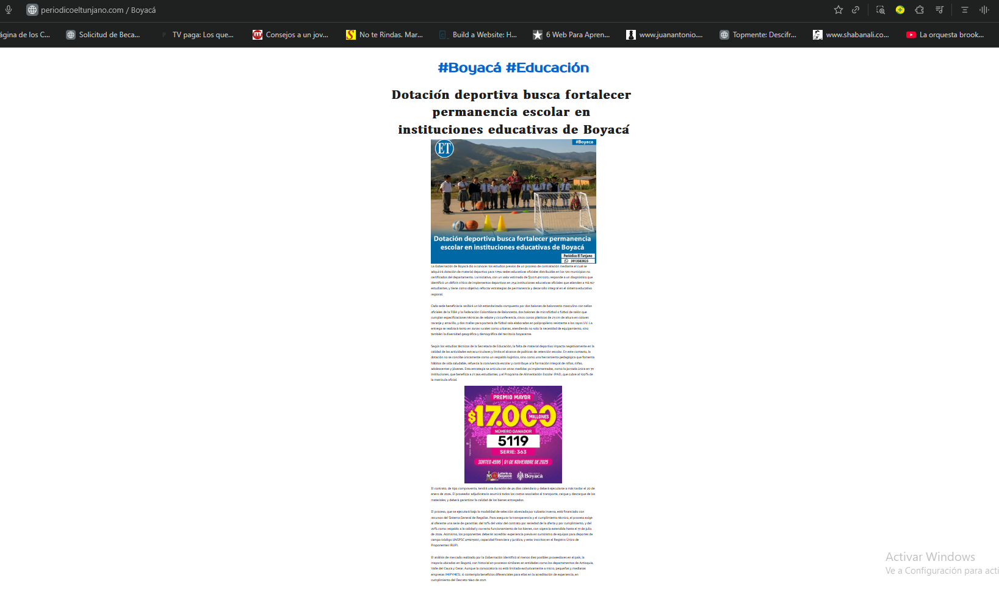 periodicoeltunjano.com / Boyacá
ágina de los C...
Solicitud de Beca...
TV paga: Los que...
Consejos a un jov...
No te Rindas. Mar...
Build a Website: H...
6 Web Para Apren...
www.juanantonio....
Topmente: Descifr...
www.shabanali.co...
La orquesta brook...
#Boyacá #Educación
Dotación deportiva busca fortalecer
permanencia escolar en
instituciones educativas de Boyacá
ET
#Boyaca
Dotación deportiva busca fortalecer permanencia
escolar en instituciones educativas de Boyacá
Periódico El Tunjano
3013583825
La Gobernación de Boyacá dio a conocer los estudios previos de un proceso de contratación mediante el cual se
adquirirá dotación de material deportivo para 1.956 sedes educativas oficiales distribuidas en los 120 municipios no
certificados del departamento. La iniciativa, con un valor estimado de responde a un diagnóstico que
identificó un déficit crítico de implementos deportivos en 254 instituciones educativas oficiales que atienden a
estudiantes, y tiene como objetivo reforzar estrategias de permanencia y desarrollo integral en el sistema educativo
regional.
Cada sede beneficiaria recibirá un kit estandarizado compuesto por dos balones de baloncesto masculino con sellos
oficiales de la FIBA y la Federación Colombiana de Baloncesto, dos balones de microfútbol o fútbol de salón que
cumplan especificaciones técnicas de rebote y circunferencia, cinco conos plásticos de 23 cm de altura en colores
naranja y amarillo, y dos mallas para portería de fútbol sala elaboradas en polipropileno resistente a los rayos UV. La
entrega se realizará tanto en zonas rurales como urbanas, atendiendo no solo la necesidad de equipamiento, sino
también la diversidad geográfica y demográfica del territorio boyacense.
Según los estudios técnicos de la Secretaría de Educación, la falta de material deportivo impacta negativamente en la
calidad de las actividades extracurriculares y limita el alcance de políticas de retención escolar. En este contexto, la
dotación no se concibe únicamente como un respaldo logístico, sino como una herramienta pedagógica que fomenta
hábitos de vida saludable, refuerza la convivencia escolar y contribuye a la formación integral de niños, niñas,
adolescentes y jóvenes. Esta estrategia se articula con otras medidas ya implementadas, como la jornada única en
instituciones, que beneficia a estudiantes, y el Programa de Alimentación Escolar (PAE), que cubre al 100% de
la matrícula oficial.
PREMIO MAYOR
$17.000
MILLONES
NÚMERO GANADOR
5119
SERIE: 363
SORTEO 4596 | 01 DE NOVIEMBRE DE 2025
Lotería de
Boyacá
Boyacá
El contrato, de tipo compraventa, tendrá una duración de 45 días calendario y deberá ejecutarse a más tardar el 20 de
enero de 2026. El proveedor adjudicatario asumirá todos los costos asociados al transporte, cargue y descargue de los
materiales, y deberá garantizar la calidad de los bienes entregados.
El proceso, que se ejecutará bajo la modalidad de selección abreviada por subasta inversa, está financiado con
recursos del Sistema General de Regalías. Para asegurar la transparencia y el cumplimiento técnico, el proceso exige
al oferente una serie de garantías: del 10% del valor del contrato por seriedad de la oferta y por cumplimiento, y del
20% como respaldo a la calidad y correcto funcionamiento de los bienes, con vigencia extendida hasta el 31 de julio
de 2026. Asimismo, los proponentes deberán acreditar experiencia previa en suministro de equipos para deportes de
campo (código UNSPSC capacidad financiera y jurídica, y estar inscritos en el Registro Único de
Proponentes (RUP).
El análisis de mercado realizado por la Gobernación identificó al menos diez posibles proveedores en el país, la
mayoría ubicados en Bogotá, con historial en procesos similares en entidades como los departamentos de Antioquia,
Valle del Cauca y Cesar. Aunque la convocatoria no está limitada exclusivamente a micro, pequeñas y medianas
empresas (MIPYMES), sí contempla beneficios diferenciales para ellas en la acreditación de experiencia, en
cumplimiento del Decreto 1860 de 2021.
Activar Windows
Ve a Configuración para acti